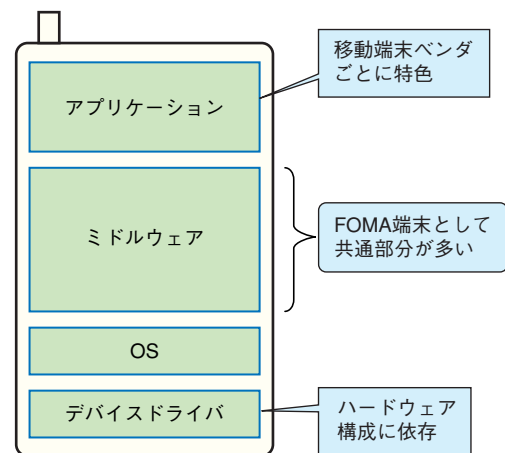 移動端末ベンダ
ごとに特色
アプリケーション
ミドルウェア
FOMA端末として
共通部分が多い
OS
デバイスドライバ
ハードウェア
構成に依存